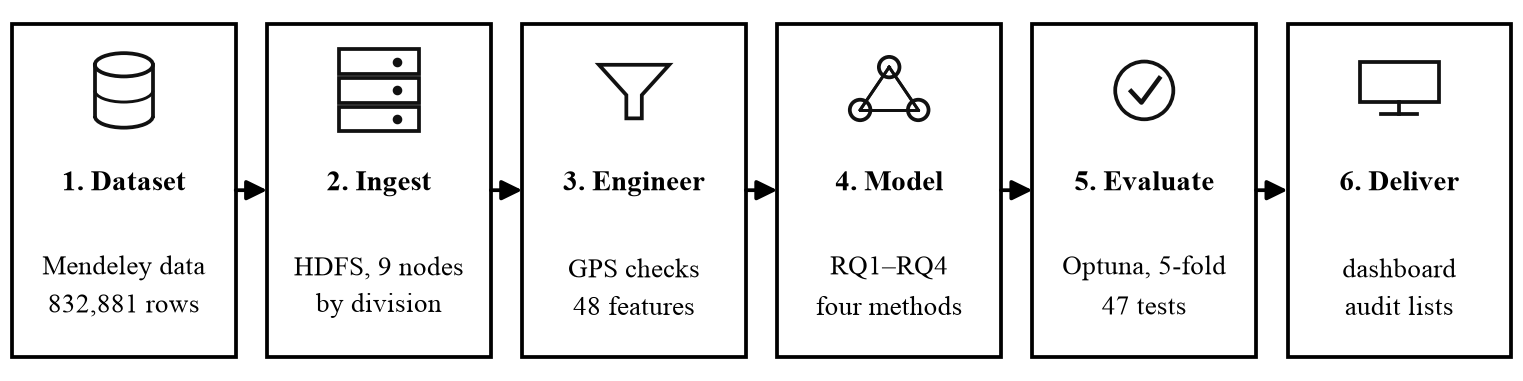 1. Dataset
Mendeley data
832,881 rows
2. Ingest
HDFS, 9 nodes
by division
3. Engineer
GPS checks
48 features
4. Model
RQ1–RQ4
four methods
5. Evaluate
Optuna, 5-fold
47 tests
6. Deliver
dashboard
audit lists